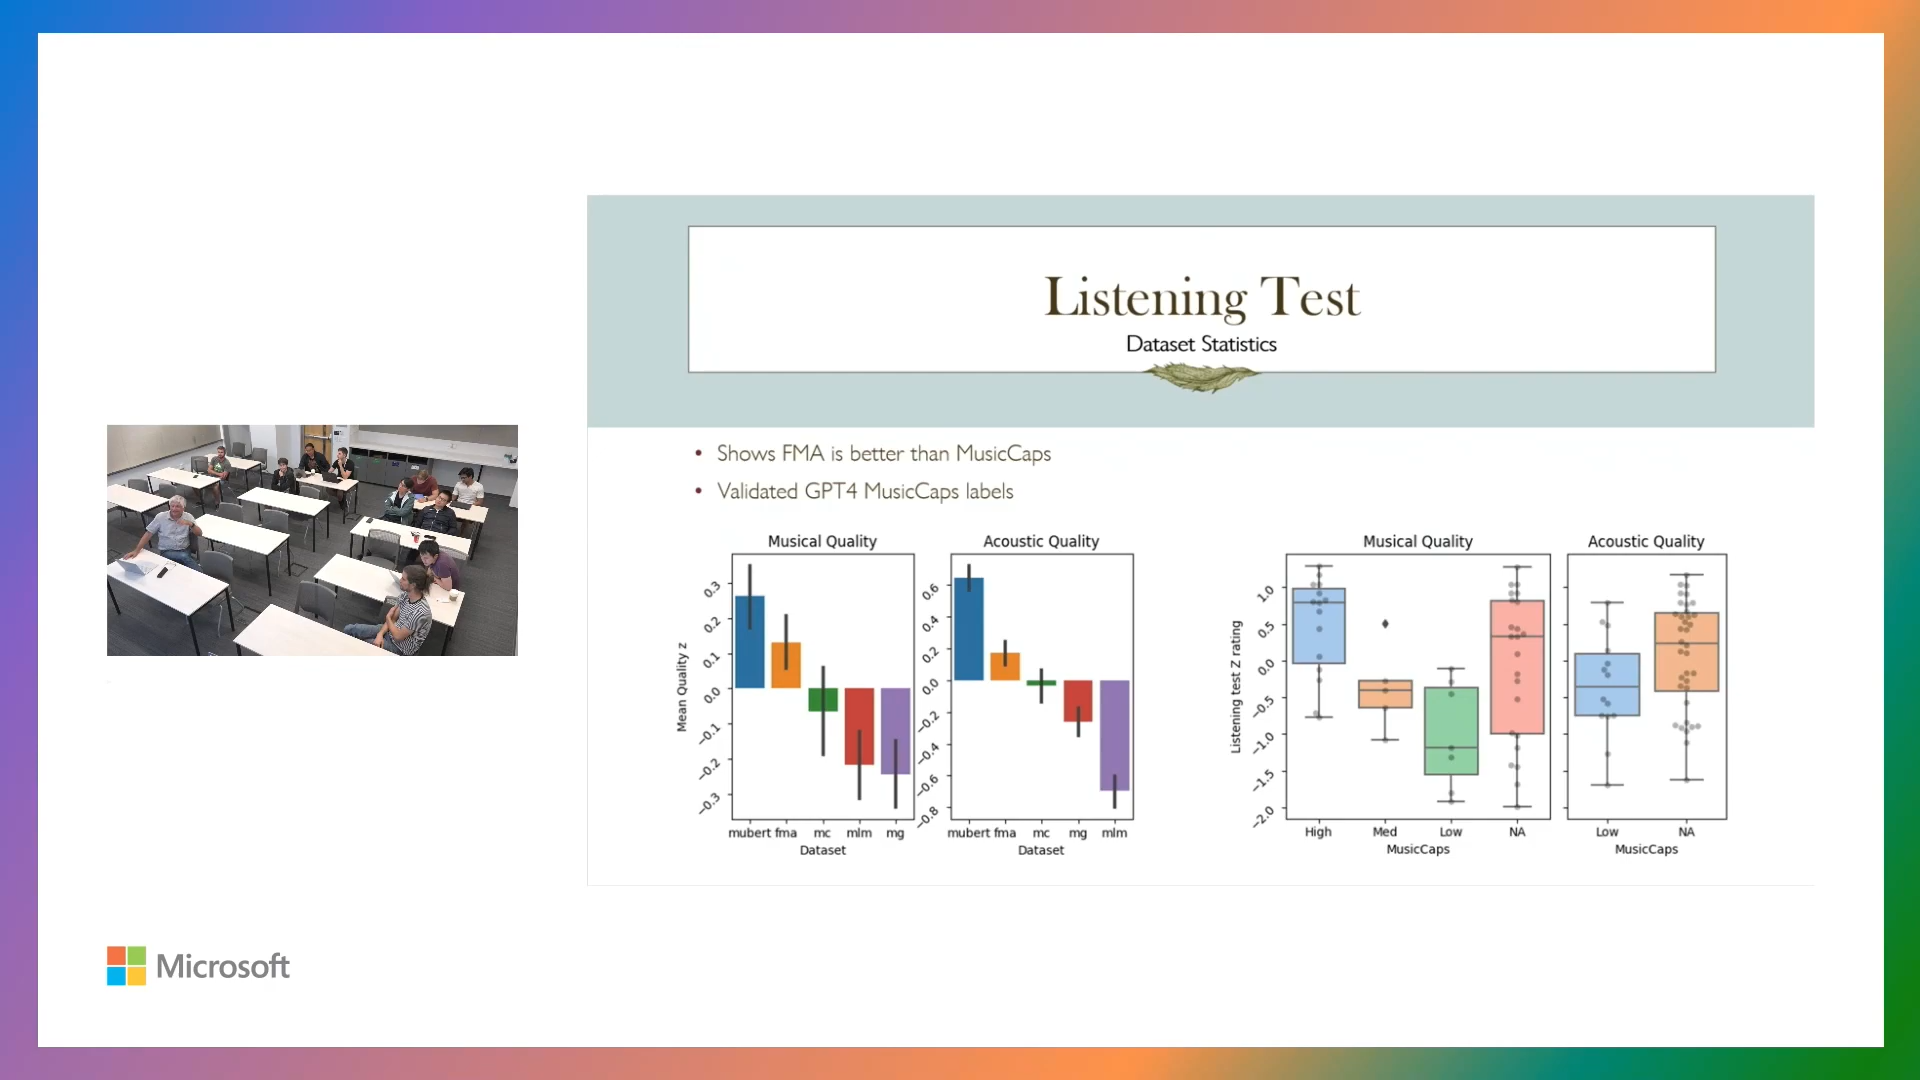 Listening Test
Dataset Statistics
• Shows FMA is better than MusicCaps
• Validated GPT4 MusicCaps labels
Musical Quality
Mean Quality z
0.3
0.2
0.1
0.0
−0.1
−0.2
−0.3
mubert fma mc mlm mg
Dataset
Acoustic Quality
0.6
0.4
0.2
0.0
−0.2
−0.4
−0.6
−0.8
mubert fma mc mg mlm
Dataset
Musical Quality
Listening test Z rating
1.0
0.5
0.0
−0.5
−1.0
−1.5
−2.0
High Med Low NA
MusicCaps
Acoustic Quality
Low NA
MusicCaps
Microsoft